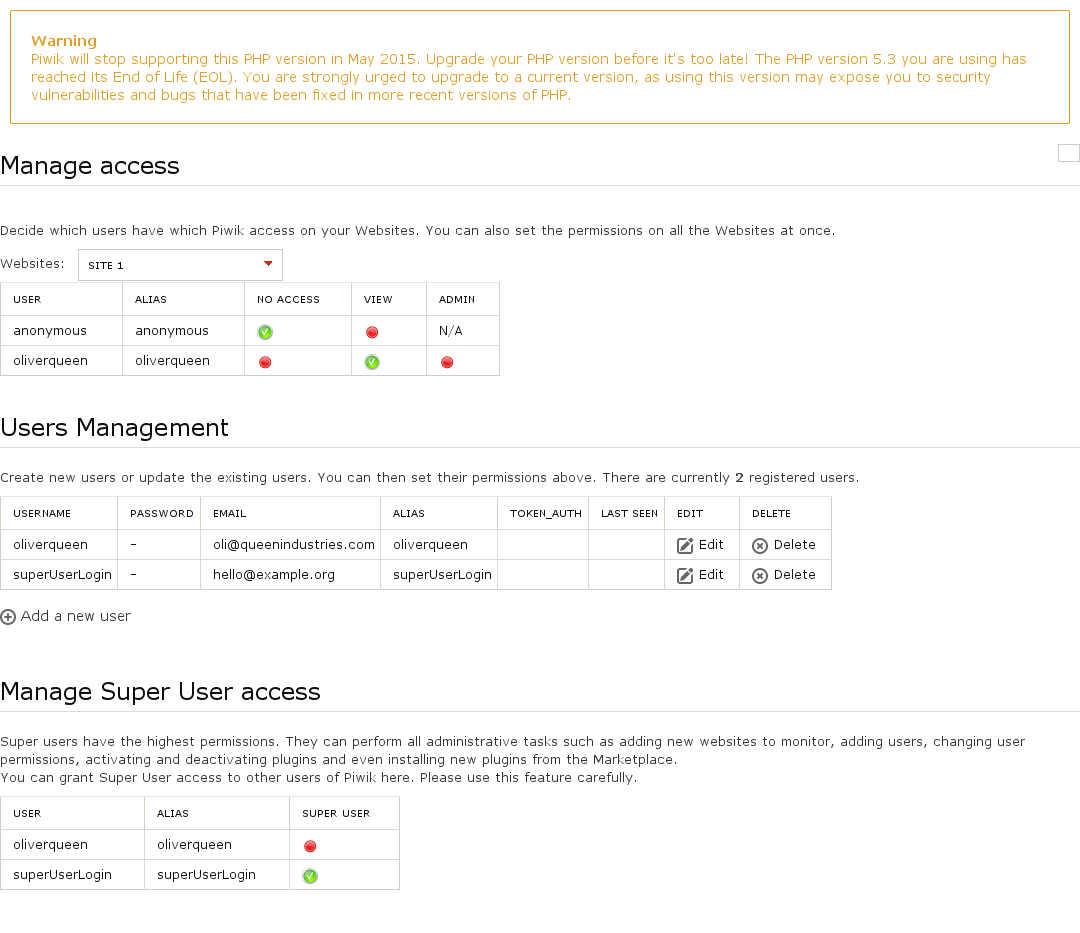 Warning
Piwik will stop supporting this PHP version in May 2015. Upgrade your PHP version before it's too late! The PHP version 5.3 you are using has
reached its End of Life (EOL). You are strongly urged to upgrade to a current version, as using this version may expose you to security
vulnerabilities and bugs that have been fixed in more recent versions of PHP.
Manage access
Decide which users have which Piwik access on your Websites. You can also set the permissions on all the Websites at once.
Websites: SITE 1
USER ALIAS NO ACCESS VIEW ADMIN
anonymous anonymous N/A
oliverqueen oliverqueen
Users Management
Create new users or update the existing users. You can then set their permissions above. There are currently 2 registered users.
USERNAME PASSWORD EMAIL ALIAS TOKEN_AUTH LAST SEEN EDIT DELETE
oliverqueen - oli@queenindustries.com oliverqueen Edit Delete
superUserLogin - hello@example.org superUserLogin Edit Delete
Add a new user
Manage Super User access
Super users have the highest permissions. They can perform all administrative tasks such as adding new websites to monitor, adding users, changing user
permissions, activating and deactivating plugins and even installing new plugins from the Marketplace.
You can grant Super User access to other users of Piwik here. Please use this feature carefully.
USER ALIAS SUPER USER
oliverqueen oliverqueen
superUserLogin superUserLogin